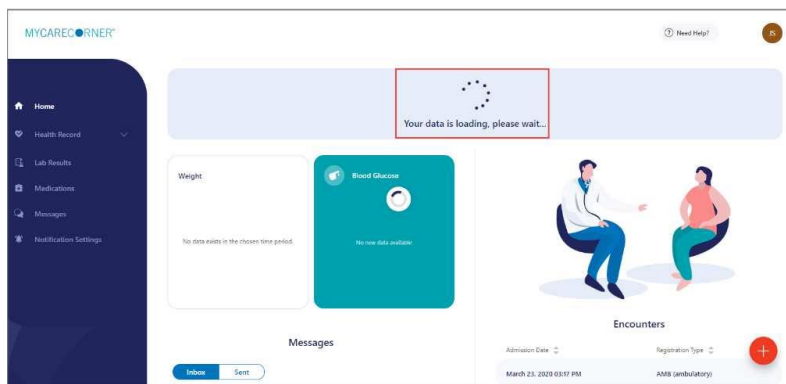 MYCARECORNER™
Need Help?
JS
Home
Health Record
Lab Results
Medications
Messages
Notification Settings
Your data is loading, please wait...
Weight
No data exists in the chosen time period.
Blood Glucose
No new data available
Messages
Inbox Sent
Encounters
Admission Date Registration Type
March 23, 2020 03:17 PM AMB (ambulatory)